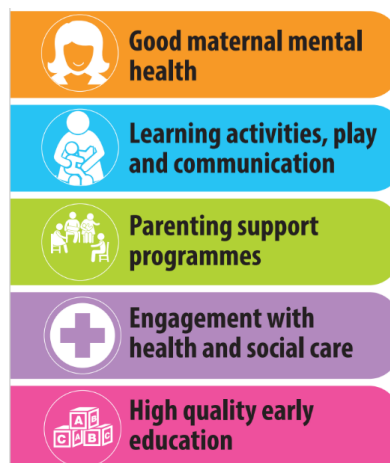 Good maternal mental
health
Learning activities, play
and communication
Parenting support
programmes
Engagement with
health and social care
A B
C A B C
High quality early
education